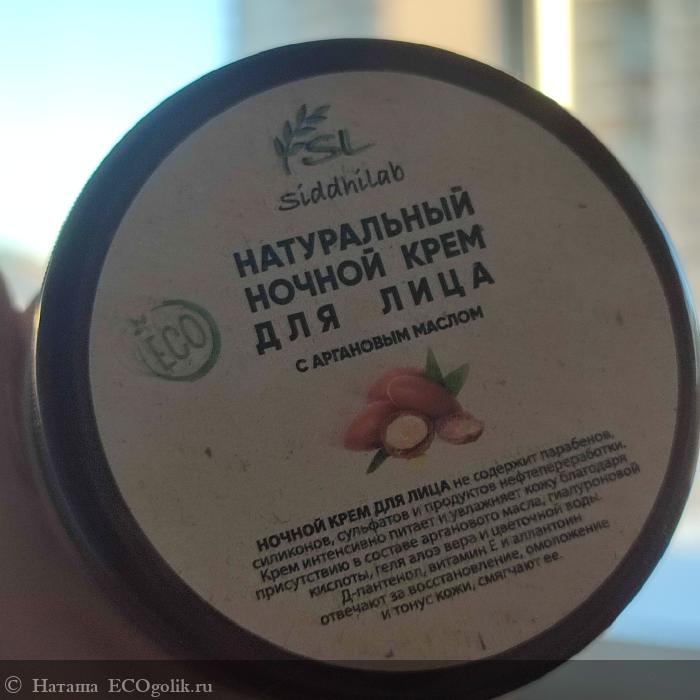 SL
Siddhilab
НАТУРАЛЬНЫЙ
НОЧНОЙ КРЕМ
ДЛЯ ЛИЦА
С АРГАНОВЫМ МАСЛОМ
ECO
НОЧНОЙ КРЕМ ДЛЯ ЛИЦА не содержит парабенов,
силиконов, сульфатов и продуктов нефтепереработки.
Крем интенсивно питает и увлажняет кожу благодаря
присутствию в составе арганового масла, гиалуроновой
кислоты, геля алоэ вера и цветочной воды.
Д-пантенол, витамин Е и аллантоин
отвечают за восстановление, омоложение
и тонус кожи, смягчают ее.
© Наташа ECOgolik.ru